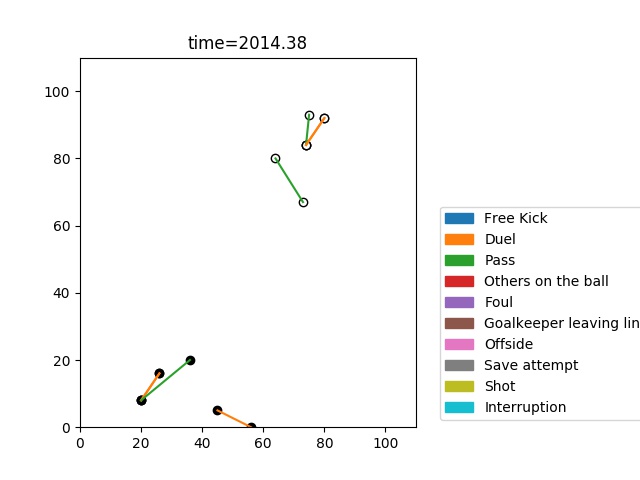 time=2014.38
100
80
60
40
20
0
0 20 40 60 80 100
Free Kick
Duel
Pass
Others on the ball
Foul
Goalkeeper leaving lin
Offside
Save attempt
Shot
Interruption